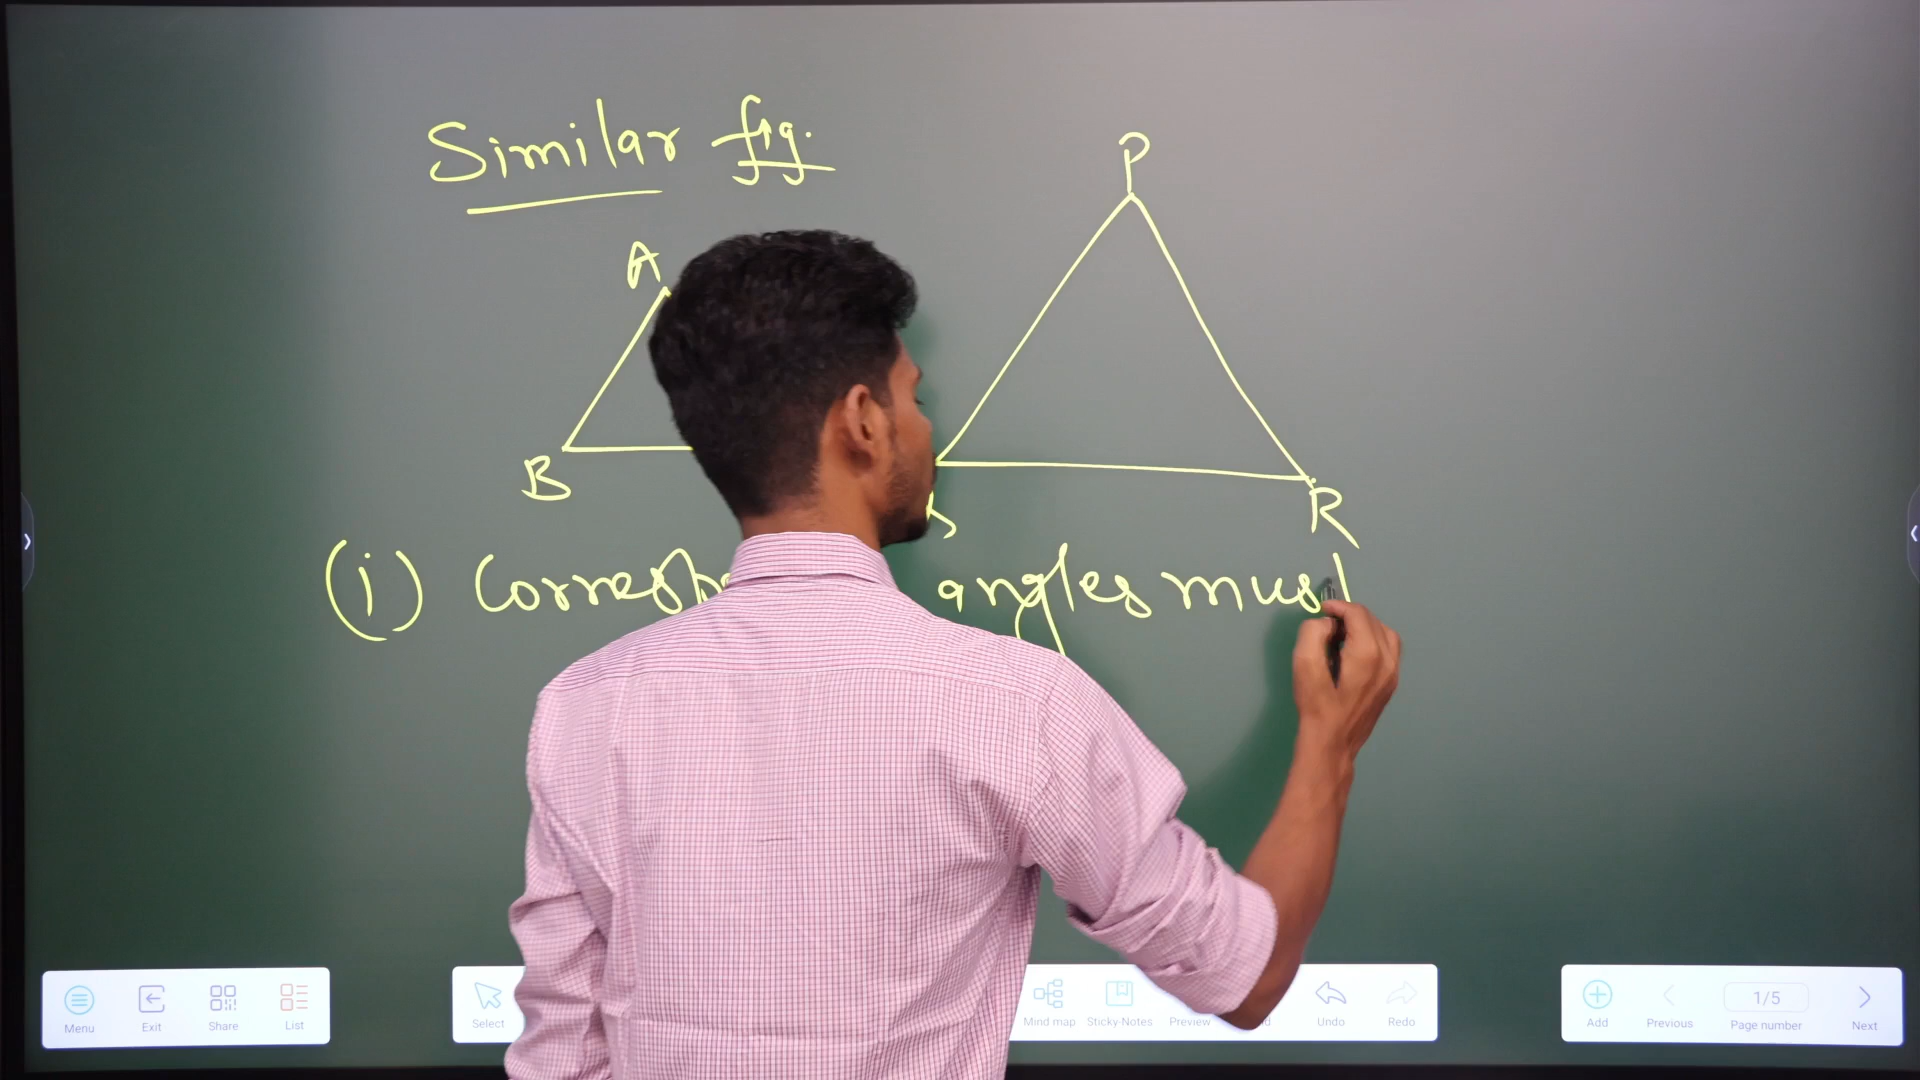 Similar fig.
P
A
B
R
(i) angles must
Menu Exit Share List Select Mind map Sticky Notes Preview Undo Redo Add Previous 1/5 Page number Next